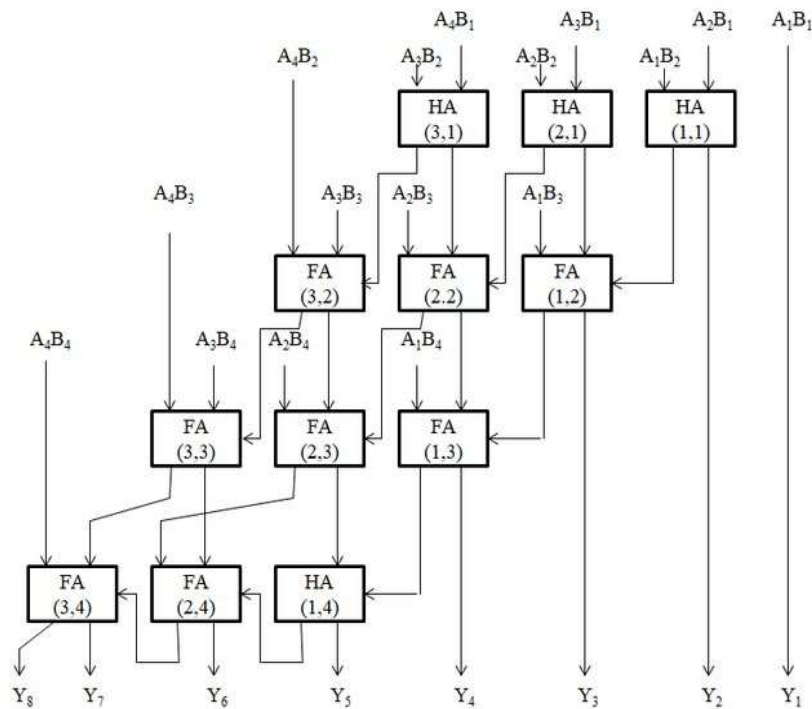 A₄B₁ A₃B₁ A₂B₁ A₁B₁
A₄B₂ A₃B₂ A₂B₂ A₁B₂
HA HA HA
(3,1) (2,1) (1,1)
A₄B₃ A₃B₃ A₂B₃ A₁B₃
FA FA FA
(3,2) (2.2) (1,2)
A₄B₄ A₃B₄ A₂B₄ A₁B₄
FA FA FA
(3,3) (2,3) (1,3)
FA FA HA
(3,4) (2,4) (1,4)
Y₈ Y₇ Y₆ Y₅ Y₄ Y₃ Y₂ Y₁